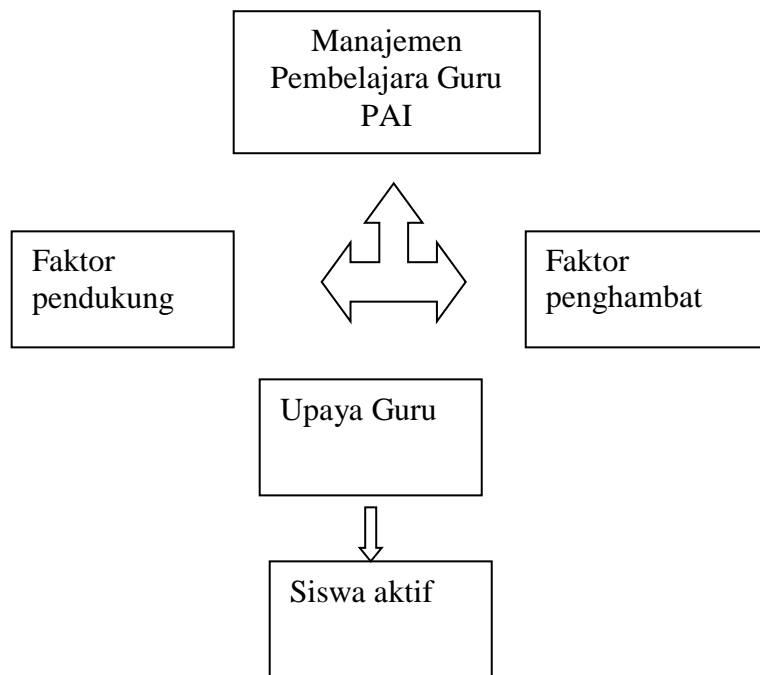 Manajemen
Pembelajara Guru
PAI
Faktor
pendukung
Faktor
penghambat
Upaya Guru
Siswa aktif